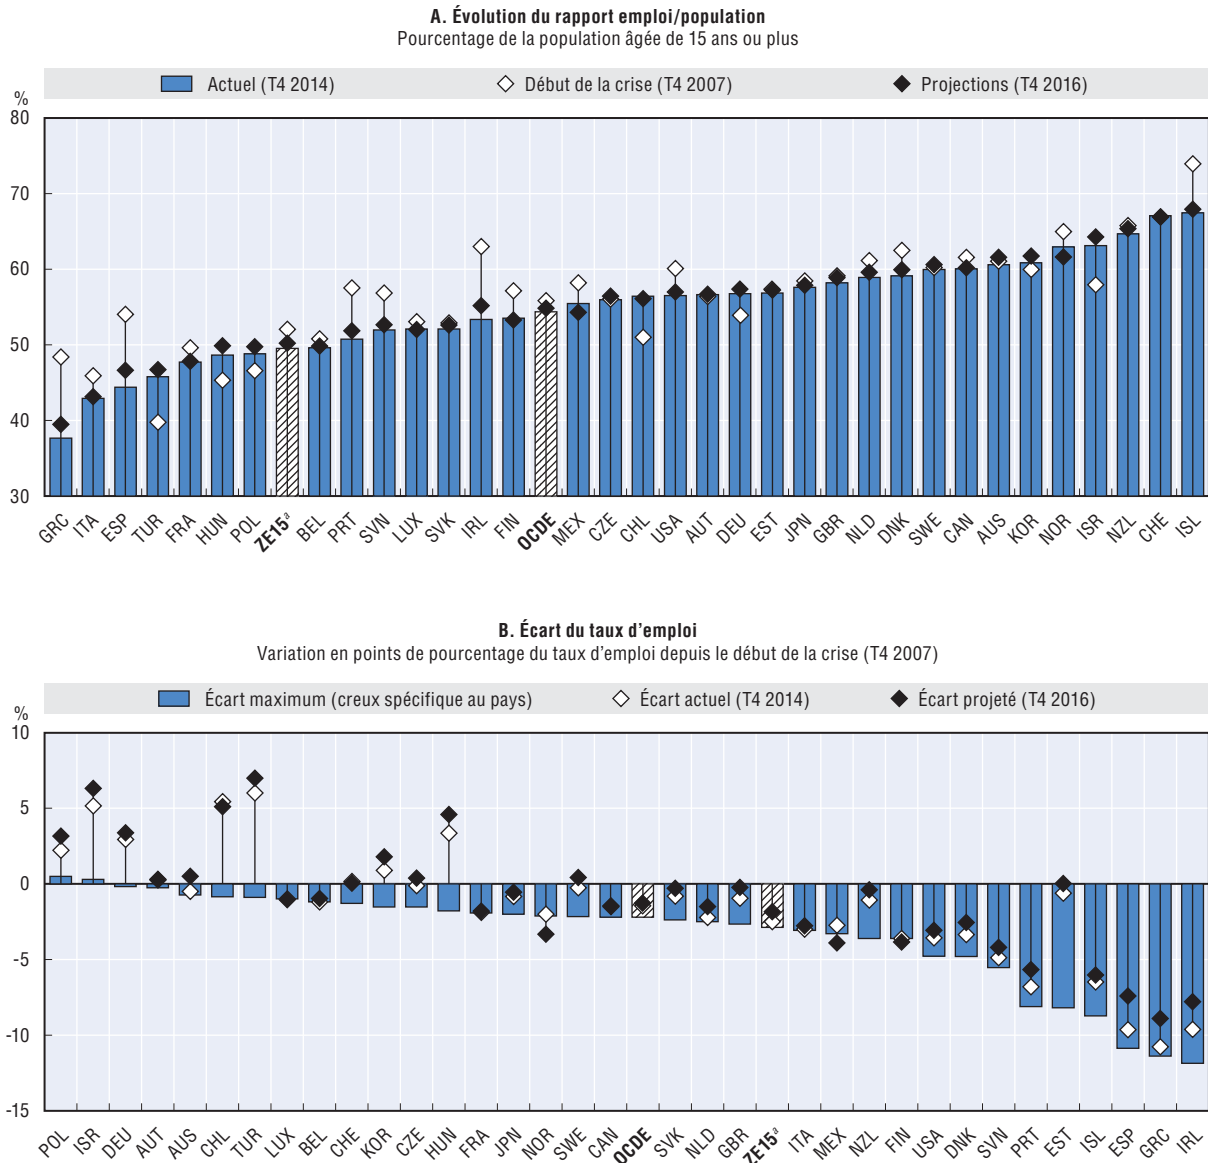 A. Évolution du rapport emploi/population
Pourcentage de la population âgée de 15 ans ou plus
Actuel (T4 2014) Début de la crise (T4 2007) Projections (T4 2016)
%
80
70
60
50
40
30
GRC ITA ESP TUR FRA HUN POL ZE15ᵃ BEL PRT SVN LUX SVK IRL FIN OCDE MEX CZE CHL USA AUT DEU EST JPN GBR NLD DNK SWE CAN AUS KOR NOR ISR NZL CHE ISL
B. Écart du taux d'emploi
Variation en points de pourcentage du taux d'emploi depuis le début de la crise (T4 2007)
Écart maximum (creux spécifique au pays) Écart actuel (T4 2014) Écart projeté (T4 2016)
%
10
5
0
-5
-10
-15
POL ISR DEU AUT AUS CHL TUR LUX BEL CHE KOR CZE HUN FRA JPN NOR SWE CAN OCDE SVK NLD GBR ZE15ᵃ ITA MEX NZL FIN USA DNK SVN PRT EST ISL ESP GRC IRL